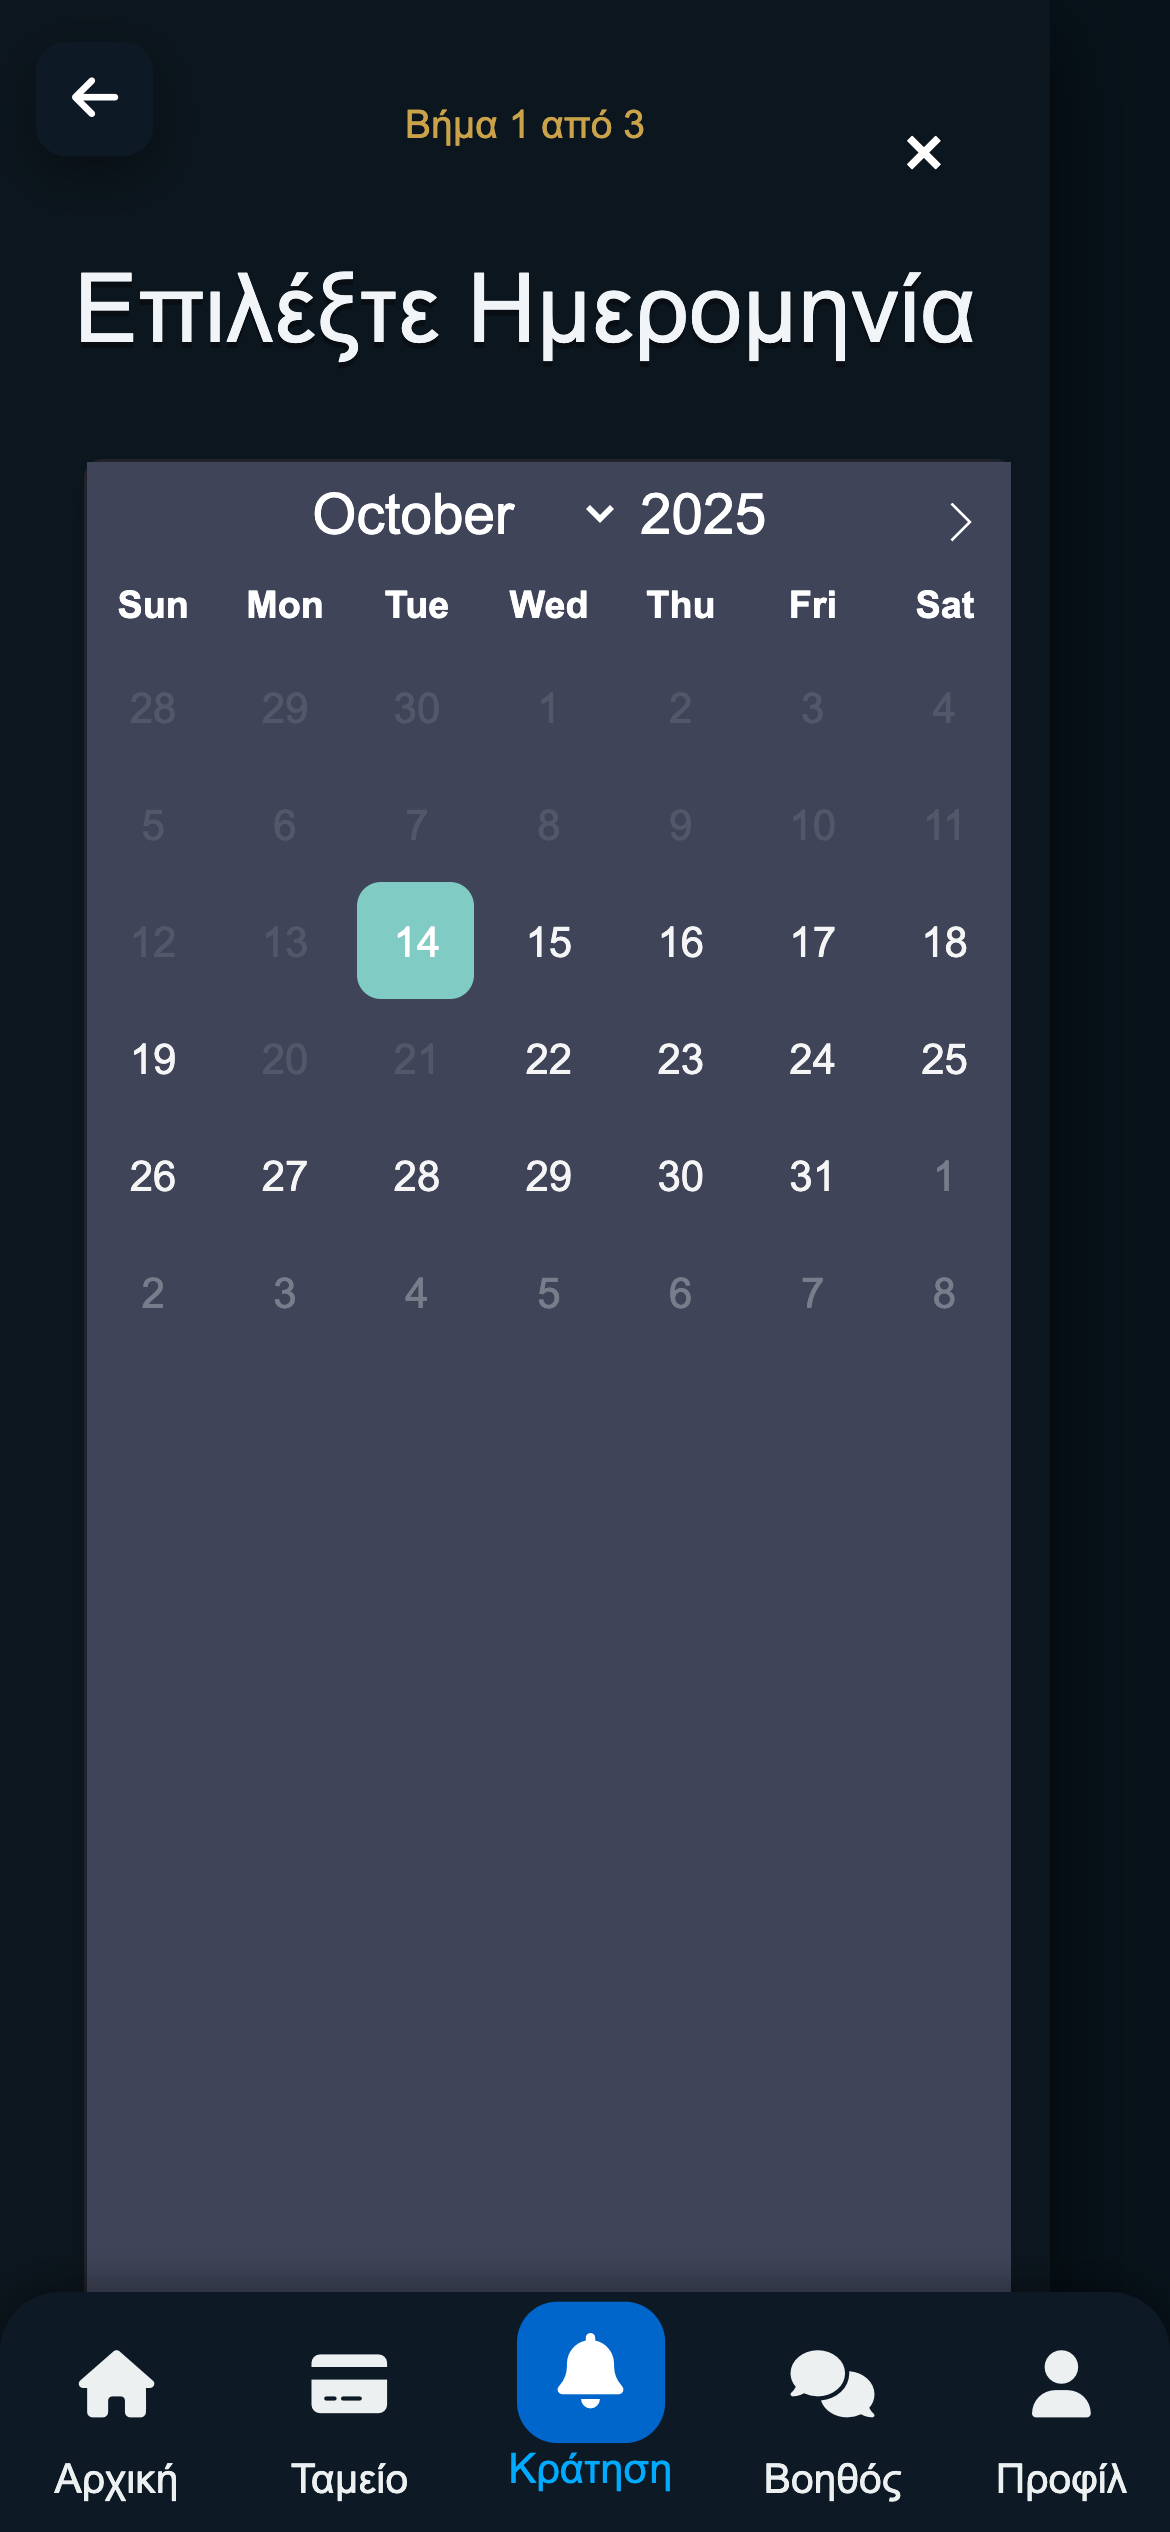 Βήμα 1 από 3
Επιλέξτε Ημερομηνία
October 2025
Sun Mon Tue Wed Thu Fri Sat
28 29 30 1 2 3 4
5 6 7 8 9 10 11
12 13 14 15 16 17 18
19 20 21 22 23 24 25
26 27 28 29 30 31 1
2 3 4 5 6 7 8
Αρχική Ταμείο Κράτηση Βοηθός Προφίλ